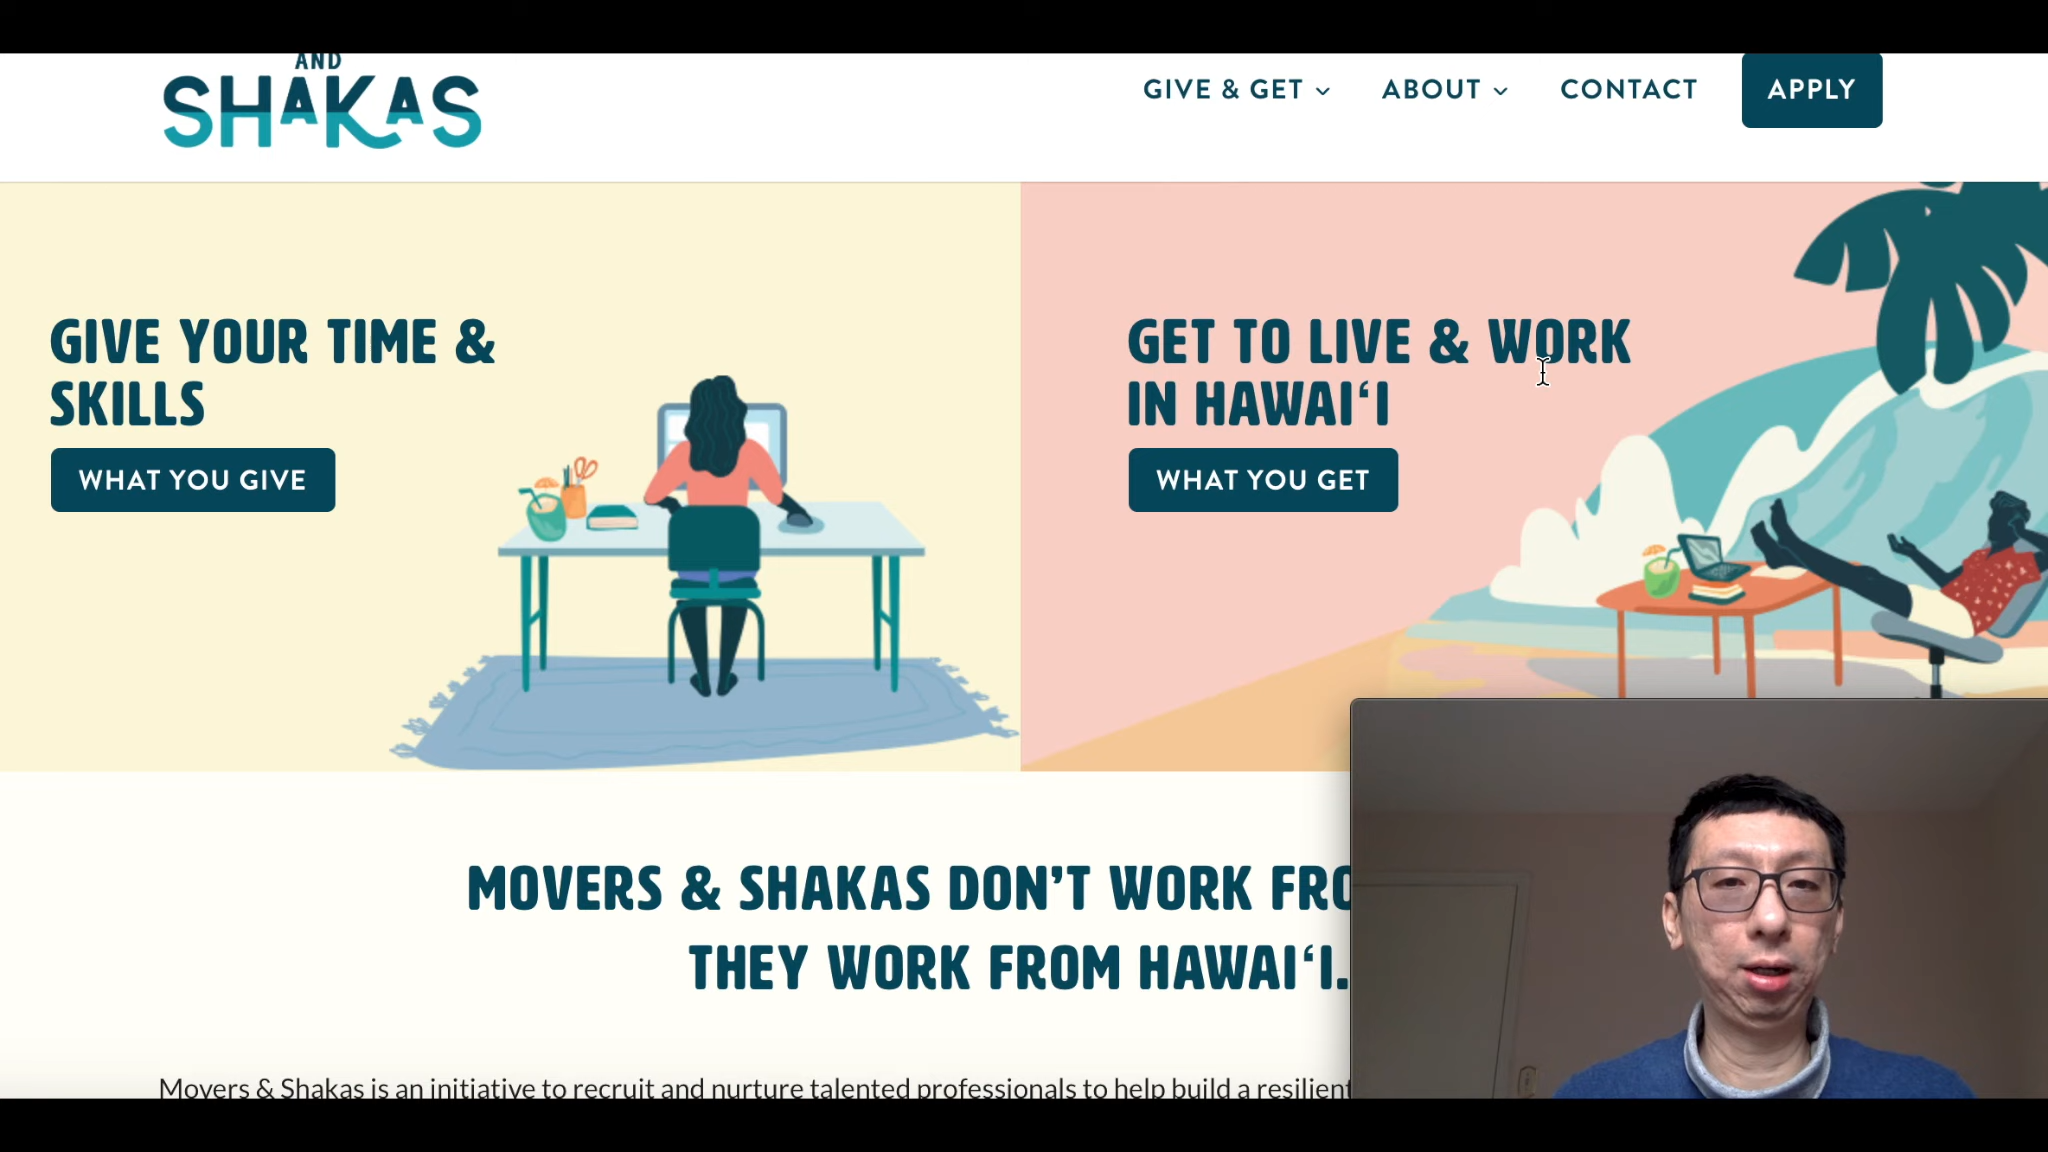 AND
SHAKAS
GIVE & GET
ABOUT
CONTACT
APPLY
GIVE YOUR TIME &
SKILLS
WHAT YOU GIVE
GET TO LIVE & WORK
IN HAWAIʻI
WHAT YOU GET
MOVERS & SHAKAS DON’T WORK FRO
THEY WORK FROM HAWAIʻI.
Movers & Shakas is an initiative to recruit and nurture talented professionals to help build a resilient